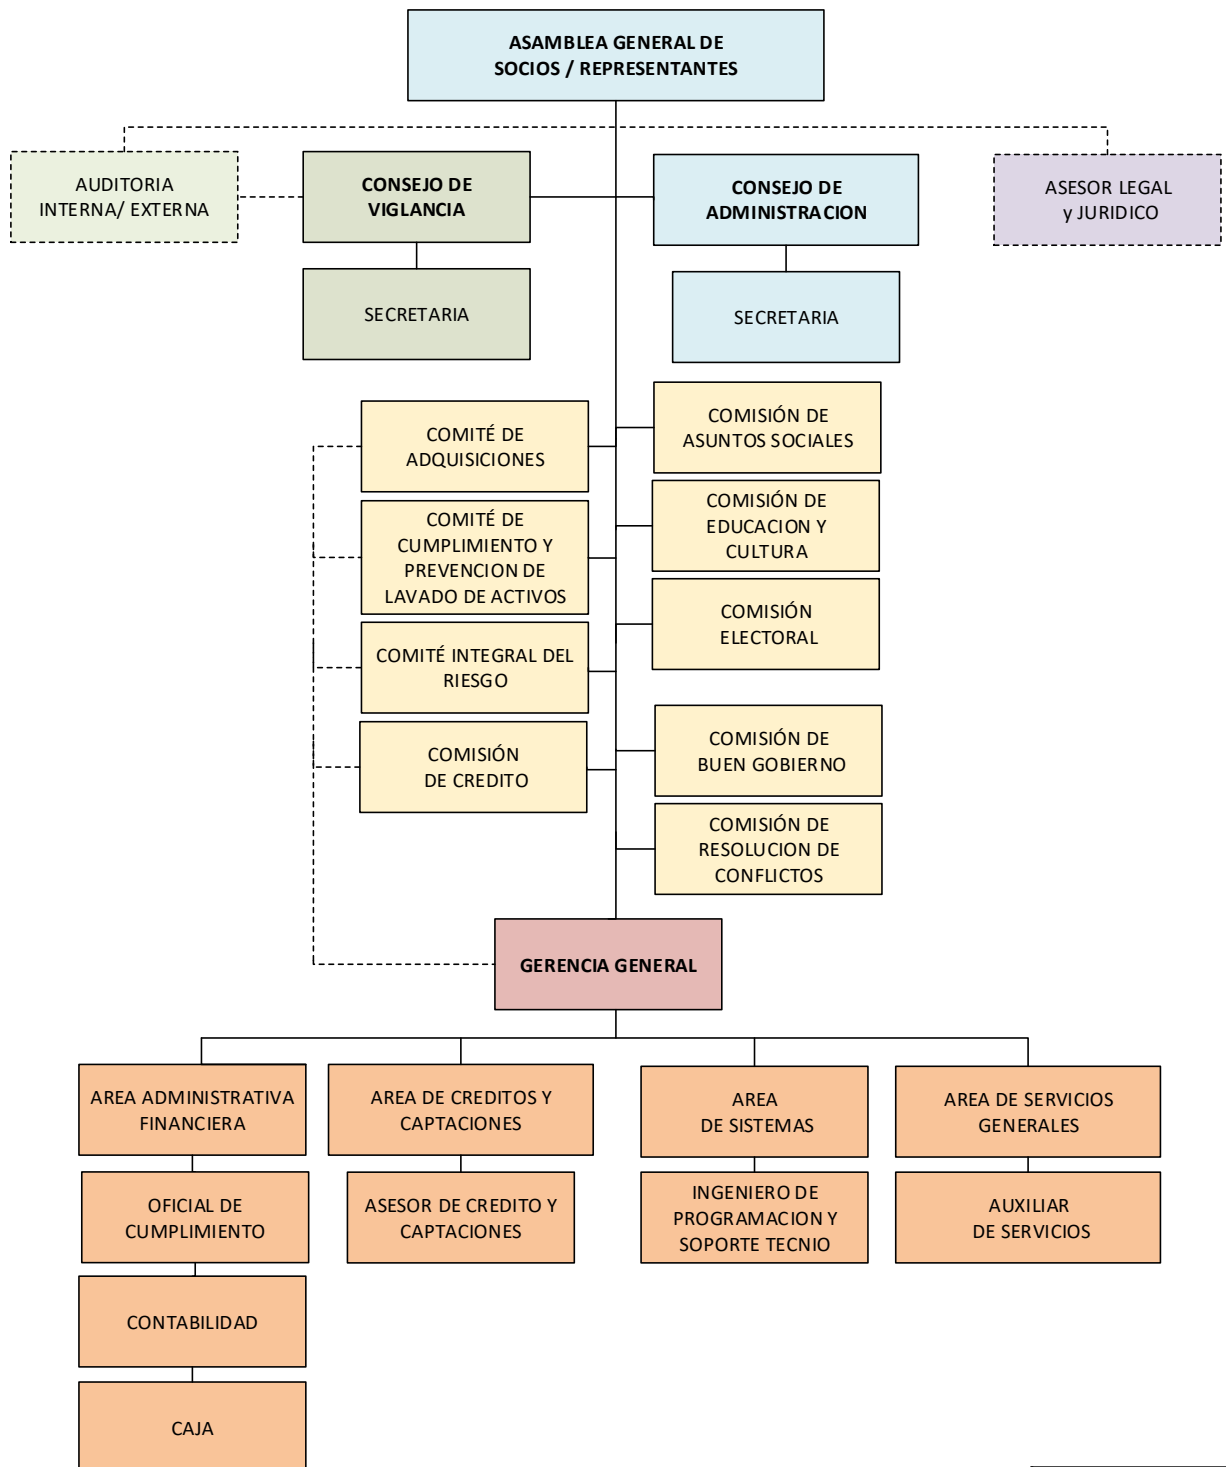 ASAMBLEA GENERAL DE
SOCIOS / REPRESENTANTES
AUDITORIA
INTERNA/ EXTERNA
CONSEJO DE
VIGLANCIA
CONSEJO DE
ADMINISTRACION
ASESOR LEGAL
y JURIDICO
SECRETARIA
SECRETARIA
COMITÉ DE
ADQUISICIONES
COMISIÓN DE
ASUNTOS SOCIALES
COMITÉ DE
CUMPLIMIENTO Y
PREVENCION DE
LAVADO DE ACTIVOS
COMISIÓN DE
EDUCACION Y
CULTURA
COMITÉ INTEGRAL DEL
RIESGO
COMISIÓN
ELECTORAL
COMISIÓN
DE CREDITO
COMISIÓN DE
BUEN GOBIERNO
COMISIÓN DE
RESOLUCION DE
CONFLICTOS
GERENCIA GENERAL
AREA ADMINISTRATIVA
FINANCIERA
AREA DE CREDITOS Y
CAPTACIONES
AREA
DE SISTEMAS
AREA DE SERVICIOS
GENERALES
OFICIAL DE
CUMPLIMIENTO
ASESOR DE CREDITO Y
CAPTACIONES
INGENIERO DE
PROGRAMACION Y
SOPORTE TECNIO
AUXILIAR
DE SERVICIOS
CONTABILIDAD
CAJA